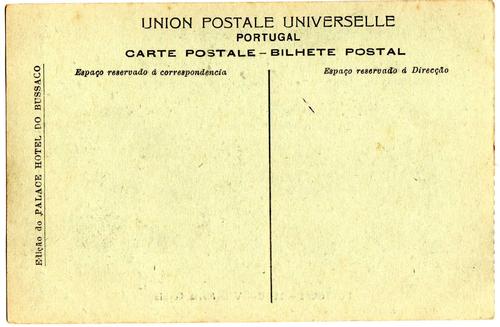 UNION POSTALE UNIVERSELLE
PORTUGAL
CARTE POSTALE – BILHETE POSTAL
Espaço reservado á correspondencia
Espaço reservado á Direcção
Edição do PALACE HOTEL DO BUSSACO